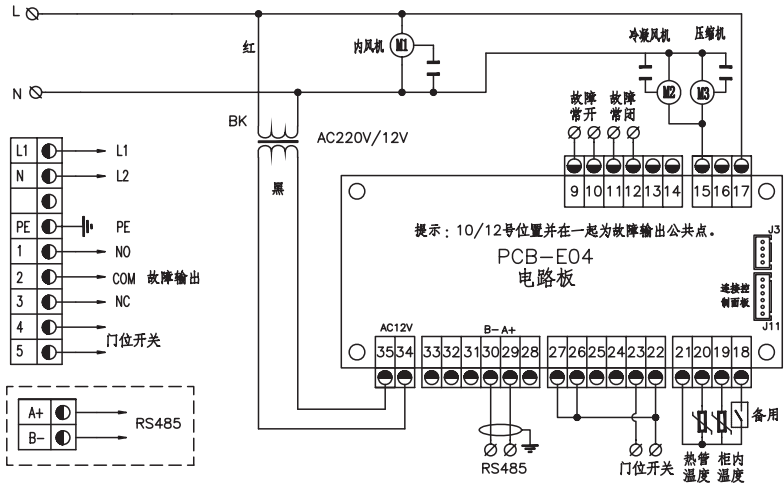 L
红
内风机
M1
冷凝风机
压缩机
N
M2
M3
BK
AC220V/12V
黑
故障 故障
常开 常闭
L1 L1
N L2
PE PE
1 NO
2 COM 故障输出
3 NC
4
门位开关
5
9 10 11 12 13 14 15 16 17
提示：10/12号位置并在一起为故障输出公共点。
PCB-E04
电路板
J3
连接控
制面板
J11
AC12V
B- A+
35 34 33 32 31 30 29 28 27 26 25 24 23 22 21 20 19 18
A+
B-
RS485
RS485
门位开关
热管
温度
柜内
温度
备用